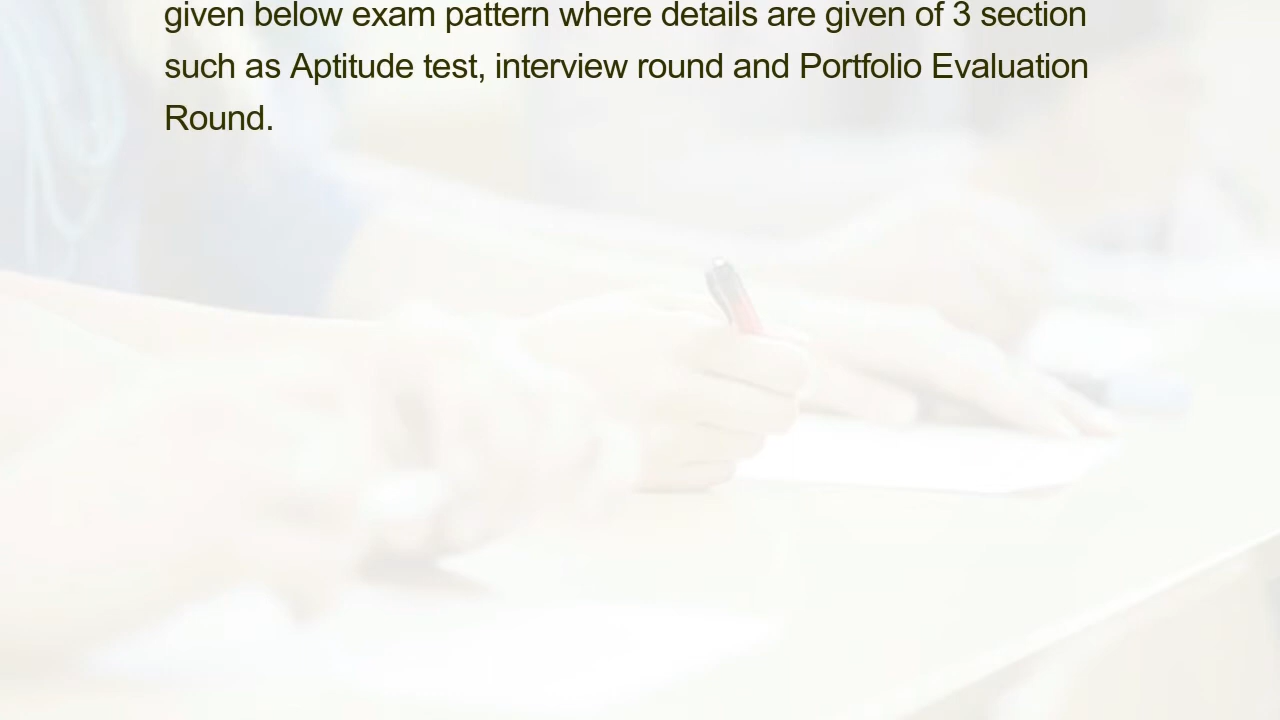 given below exam pattern where details are given of 3 section
such as Aptitude test, interview round and Portfolio Evaluation
Round.